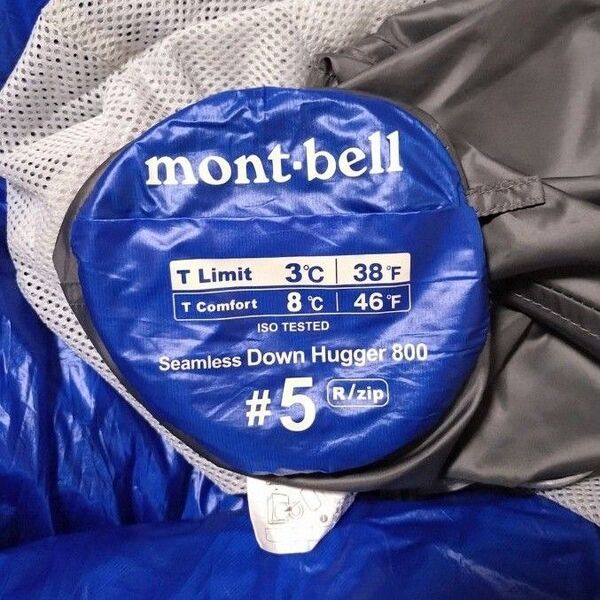 mont-bell
T Limit 3°C 38°F
T Comfort 8°C 46°F
ISO TESTED
Seamless Down Hugger 800
#5 R/zip